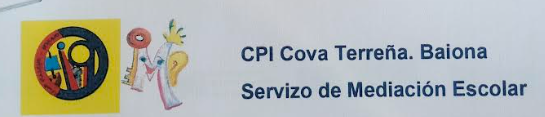 CPI Cova Terreña. Baiona
Servizo de Mediación Escolar